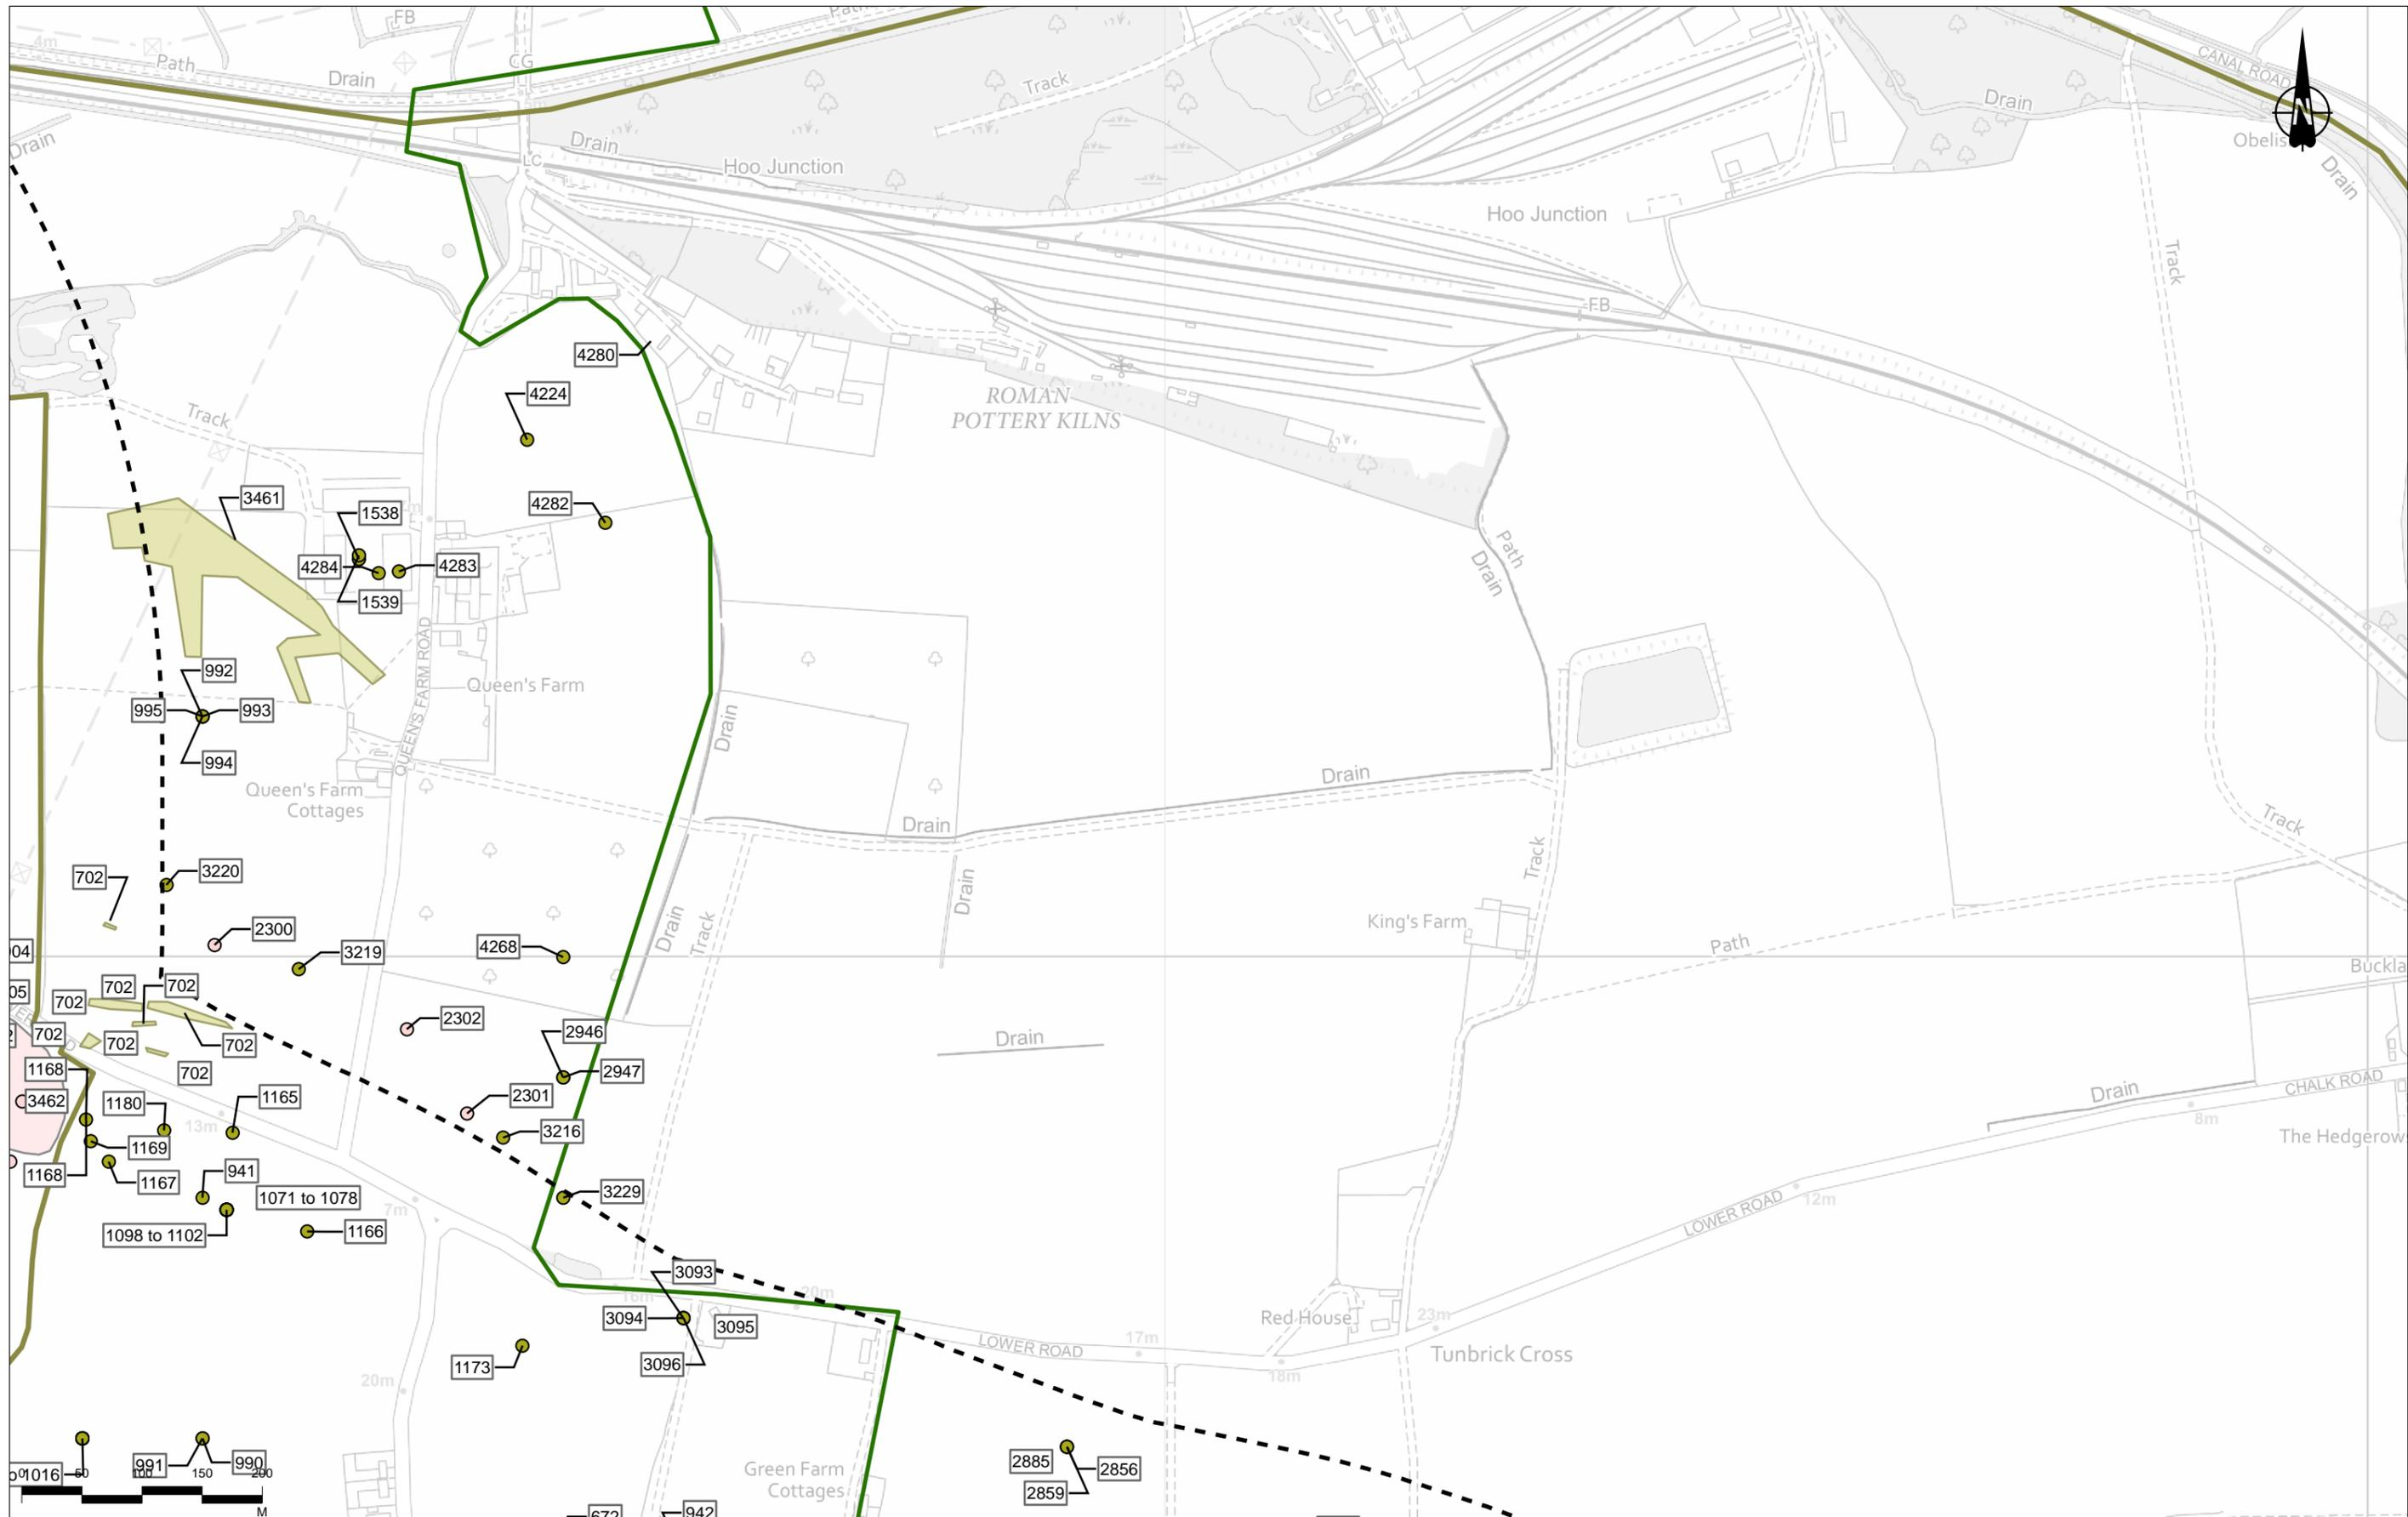 FB
4m
Path
Path
CG
Drain
CANAL ROAD
Track
Drain
Drain
Drain
Hoo Junction
LC
N
Drain
Hoo Junction
Track
FB
4280
4224
ROMAN
POTTERY KILNS
Track
3461
4282
1538
4284
4283
1539
Path
Drain
992
995
993
994
QUEEN'S FARM ROAD
Queen's Farm
Drain
Queen's Farm
Cottages
Drain
Drain
Track
Track
702
3220
Drain
2300
3219
4268
Drain
Track
King's Farm
Path
702
702
702
2302
702
702
702
702
2946
2947
Drain
1168
3462
1180
1165
2301
3216
13m
1169
1168
1167
941
1071 to 1078
3229
1098 to 1102
1166
7m
Drain
CHALK ROAD
8m
The Hedgerow
LOWER ROAD
12m
3093
16m
20m
3094
3095
3096
1173
20m
LOWER ROAD
17m
Red House
23m
Tunbrick Cross
18m
1016
991
990
0
50
100
150
200
M
Green Farm
Cottages
2885
2856
2859
672
942